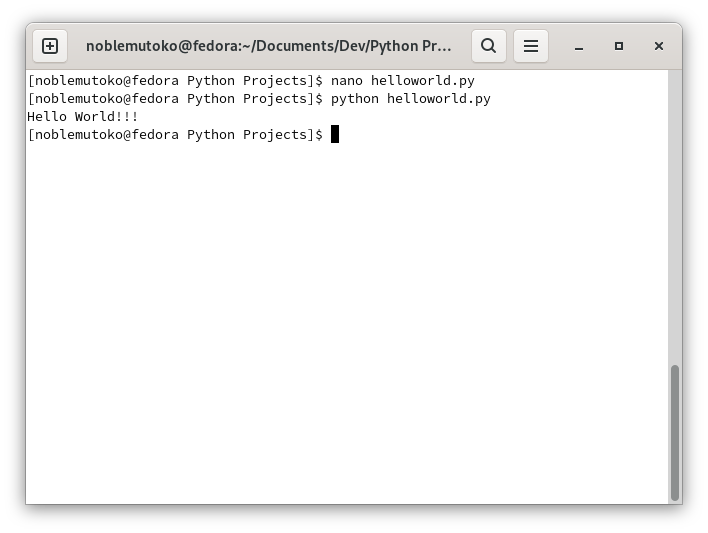 noblemutoko@fedora:~/Documents/Dev/Python Pr...
[noblemutoko@fedora Python Projects]$ nano helloworld.py
[noblemutoko@fedora Python Projects]$ python helloworld.py
Hello World!!!
[noblemutoko@fedora Python Projects]$